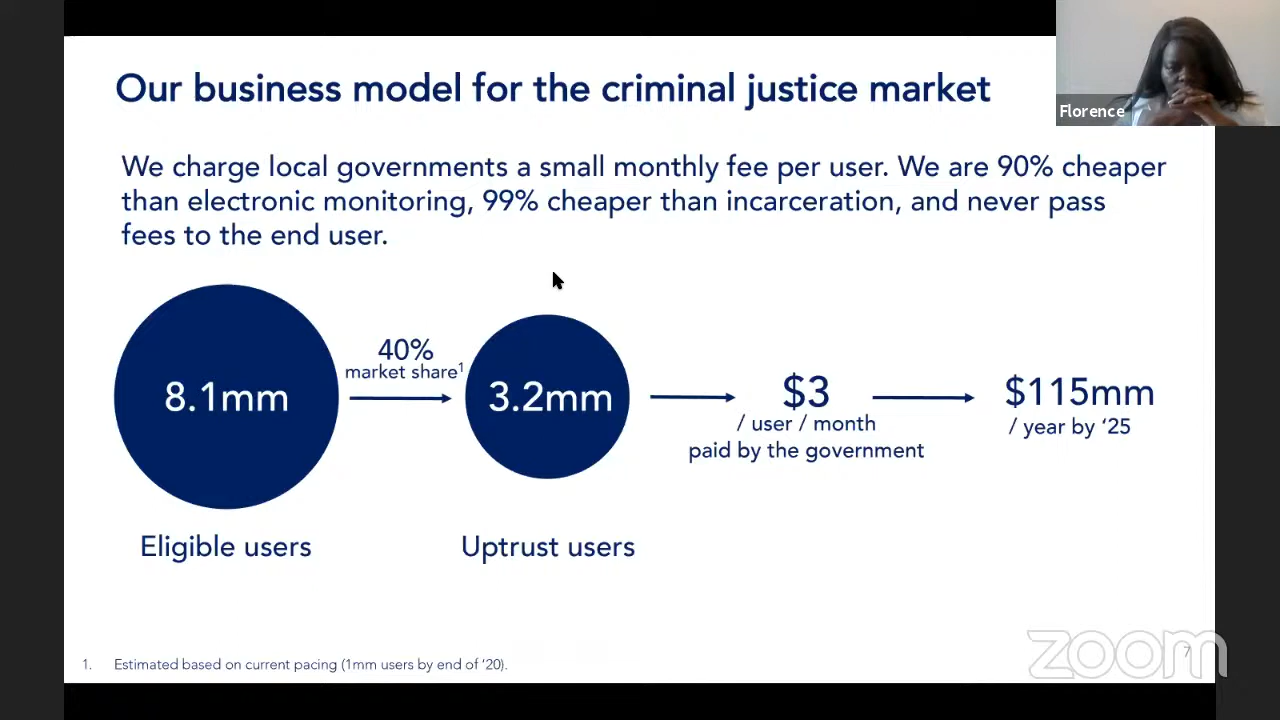 Our business model for the criminal justice market
Florence
We charge local governments a small monthly fee per user. We are 90% cheaper
than electronic monitoring, 99% cheaper than incarceration, and never pass
fees to the end user.
8.1mm
40%
market share¹
3.2mm
$3
/ user / month
paid by the government
$115mm
/ year by ‘25
Eligible users
Uptrust users
1. Estimated based on current pacing (1mm users by end of ‘20).
zoom
7